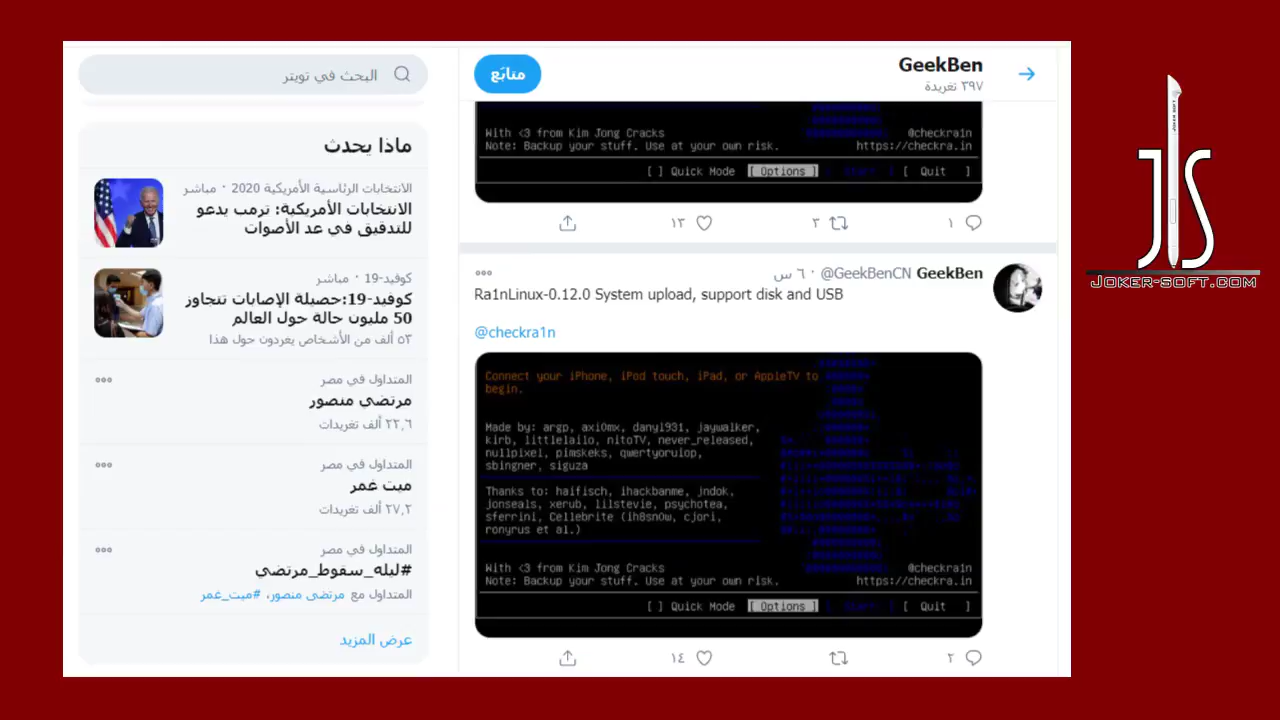 GeekBen
٣٩٧ تغريدة
متابَع
With <3 from Kim Jong Cracks @checkra1n
Note: Backup your stuff. Use at your own risk. https://checkra.in
[ ] Quick Mode [ Options ] [ Start ] [ Quit ]
١ ٣ ١٣
GeekBen @GeekBenCN · ٦ س
Ra1nLinux-0.12.0 System upload, support disk and USB
@checkra1n
Connect your iPhone, iPod touch, iPad, or AppleTV to
begin.
Made by: argp, axi0mx, danyl931, jaywalker,
kirb, littlelailo, nitoTV, never_released,
nullpixel, pimskeks, qwertyoruiop,
sbingner, siguza
Thanks to: haifisch, ihackbanme, jndok,
jonseals, xerub, lilstevie, psychotea,
sferrini, Cellebrite (ih8sn0w, cjori,
ronyrus et al.)
With <3 from Kim Jong Cracks @checkra1n
Note: Backup your stuff. Use at your own risk. https://checkra.in
[ ] Quick Mode [ Options ] [ Start ] [ Quit ]
٢ ١٤
البحث في تويتر
ماذا يحدث
الانتخابات الرئاسية الأمريكية 2020 · مباشر
الانتخابات الأمريكية: ترمب يدعو
للتدقيق في عد الأصوات
كوفيد-19 · مباشر
كوفيد-19:حصيلة الإصابات تتجاوز
50 مليون حالة حول العالم
٥٣ ألف من الأشخاص يغردون حول هذا
المتداول في مصر
مرتضي منصور
٢٢,٦ ألف تغريدات
المتداول في مصر
ميت غمر
٢٧,٢ ألف تغريدات
المتداول في مصر
#ليله_سقوط_مرتضي
المتداول مع مرتضى منصور، #ميت_غمر
عرض المزيد
JS
JOKER-SOFT.COM